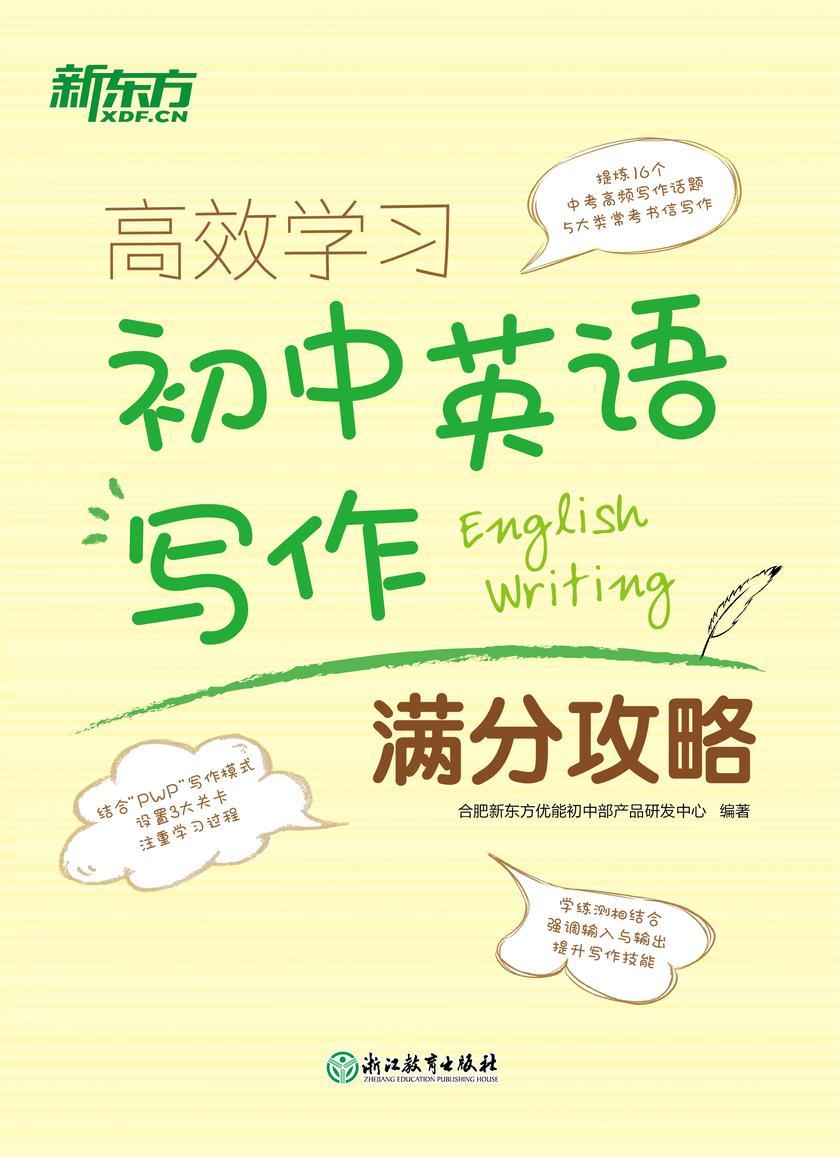 新东方
XDF.CN
提炼16个
中考高频写作话题
与大类常考书信写作
高效学习
初中英语
写作
English
Writing
满分攻略
合肥新东方优能初中部产品研发中心 编著
结合“PWP”写作模式
设置3大关卡
注重学习过程
学练测相结合
强调输入与输出
提升写作技能
浙江教育出版社
ZHEJIANG EDUCATION PUBLISHING HOUSE